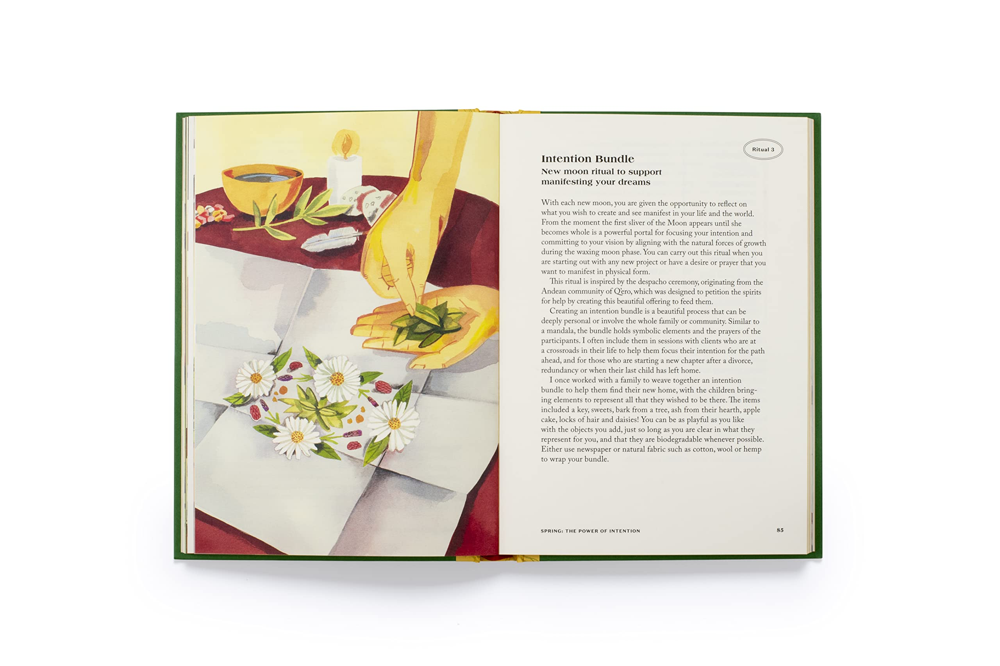 Ritual 3
Intention Bundle
New moon ritual to support
manifesting your dreams
With each new moon, you are given the opportunity to reflect on
what you wish to create and see manifest in your life and the world.
From the moment the first sliver of the Moon appears until she
becomes whole is a powerful portal for focusing your intention and
committing to your vision by aligning with the natural forces of growth
during the waxing moon phase. You can carry out this ritual when you
are starting out with any new project or have a desire or prayer that you
want to manifest in physical form.
This ritual is inspired by the despacho ceremony, originating from the
Andean community of Q'ero, which was designed to petition the spirits
for help by creating this beautiful offering to feed them.
Creating an intention bundle is a beautiful process that can be
deeply personal or involve the whole family or community. Similar to
a mandala, the bundle holds symbolic elements and the prayers of the
participants. I often include them in sessions with clients who are at
a crossroads in their life to help them focus their intention for the path
ahead, and for those who are starting a new chapter after a divorce,
redundancy or when their last child has left home.
I once worked with a family to weave together an intention
bundle to help them find their new home, with the children bring-
ing elements to represent all that they wished to be there. The items
included a key, sweets, bark from a tree, ash from their hearth, apple
cake, locks of hair and daisies! You can be as playful as you like
with the objects you add, just so long as you are clear in what they
represent for you, and that they are biodegradable whenever possible.
Either use newspaper or natural fabric such as cotton, wool or hemp
to wrap your bundle.
SPRING: THE POWER OF INTENTION 85